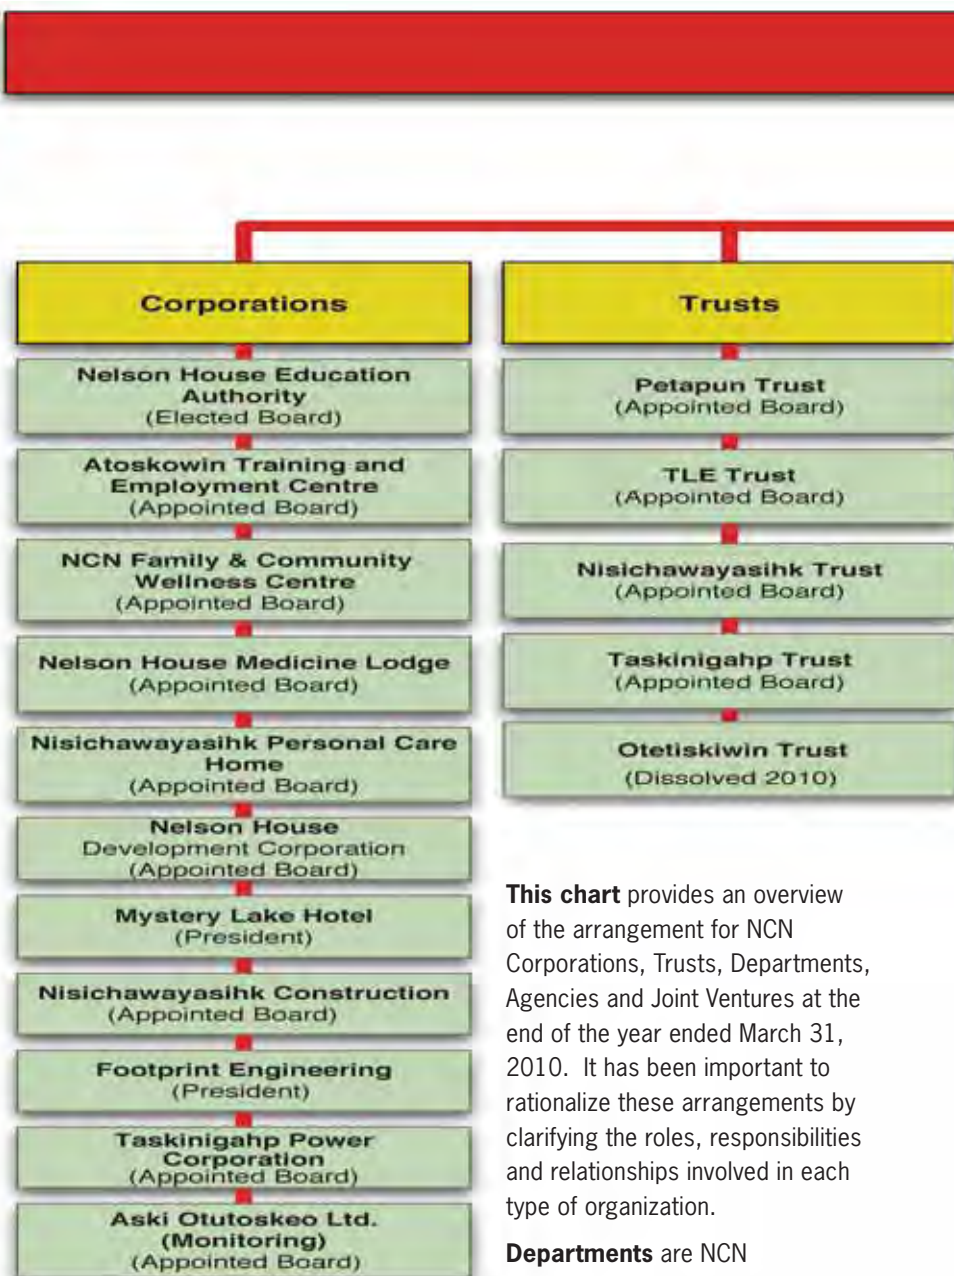 Corporations
Nelson House Education
Authority
(Elected Board)
Atoskowin Training and
Employment Centre
(Appointed Board)
NCN Family & Community
Wellness Centre
(Appointed Board)
Nelson House Medicine Lodge
(Appointed Board)
Nisichawayasihk Personal Care
Home
(Appointed Board)
Nelson House
Development Corporation
(Appointed Board)
Mystery Lake Hotel
(President)
Nisichawayasihk Construction
(Appointed Board)
Footprint Engineering
(President)
Taskinigahp Power
Corporation
(Appointed Board)
Aski Otutoskeo Ltd.
(Monitoring)
(Appointed Board)
Trusts
Petapun Trust
(Appointed Board)
TLE Trust
(Appointed Board)
Nisichawayasihk Trust
(Appointed Board)
Taskinigahp Trust
(Appointed Board)
Otetiskiwin Trust
(Dissolved 2010)
This chart provides an overview
of the arrangement for NCN
Corporations, Trusts, Departments,
Agencies and Joint Ventures at the
end of the year ended March 31,
2010. It has been important to
rationalize these arrangements by
clarifying the roles, responsibilities
and relationships involved in each
type of organization.
Departments are NCN